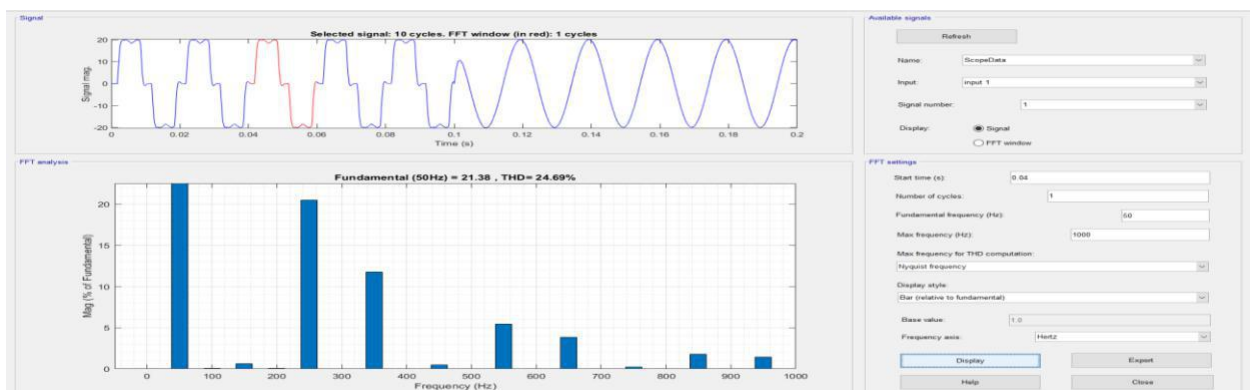 Signal
Selected signal: 10 cycles. FFT window (in red): 1 cycles
20
10
0
-10
-20
Signal mag.
0 0.02 0.04 0.06 0.08 0.1 0.12 0.14 0.16 0.18 0.2
Time (s)
FFT analysis
Fundamental (50Hz) = 21.38 , THD= 24.69%
20
15
10
5
0
Mag (% of Fundamental)
0 100 200 300 400 500 600 700 800 900 1000
Frequency (Hz)
Available signals
Refresh
Name: ScopeData
Input: input 1
Signal number: 1
Display: Signal
FFT window
FFT settings
Start time (s): 0.04
Number of cycles: 1
Fundamental frequency (Hz): 50
Max frequency (Hz): 1000
Max frequency for THD computation:
Nyquist frequency
Display style:
Bar (relative to fundamental)
Base value: 1.0
Frequency axis: Hertz
Display Export
Help Close